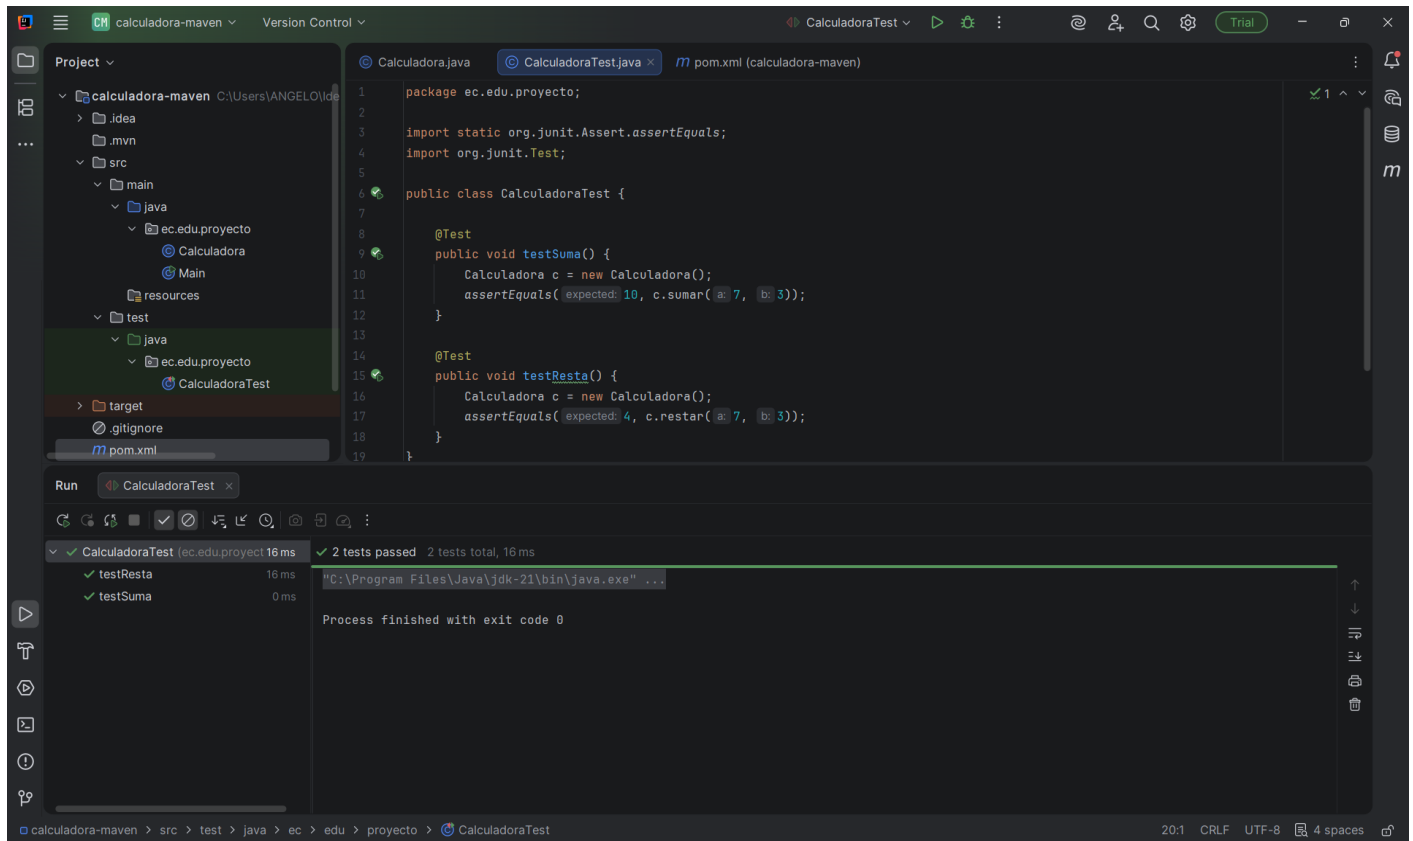 CM calculadora-maven Version Control CalculadoraTest Trial
Project
Calculadora.java CalculadoraTest.java pom.xml (calculadora-maven)
calculadora-maven C:\Users\ANGELO\Ide
.idea
.mvn
src
main
java
ec.edu.proyecto
Calculadora
Main
resources
test
java
ec.edu.proyecto
CalculadoraTest
target
.gitignore
pom.xml
1 package ec.edu.proyecto;
2
3 import static org.junit.Assert.assertEquals;
4 import org.junit.Test;
5
6 public class CalculadoraTest {
7
8 @Test
9 public void testSuma() {
10 Calculadora c = new Calculadora();
11 assertEquals( expected: 10, c.sumar( a: 7, b: 3));
12 }
13
14 @Test
15 public void testResta() {
16 Calculadora c = new Calculadora();
17 assertEquals( expected: 4, c.restar( a: 7, b: 3));
18 }
19 }
1
Run CalculadoraTest
CalculadoraTest (ec.edu.proyect 16 ms
testResta 16 ms
testSuma 0 ms
2 tests passed 2 tests total, 16 ms
"C:\Program Files\Java\jdk-21\bin\java.exe" ...
Process finished with exit code 0
calculadora-maven > src > test > java > ec > edu > proyecto > CalculadoraTest
20:1 CRLF UTF-8 4 spaces